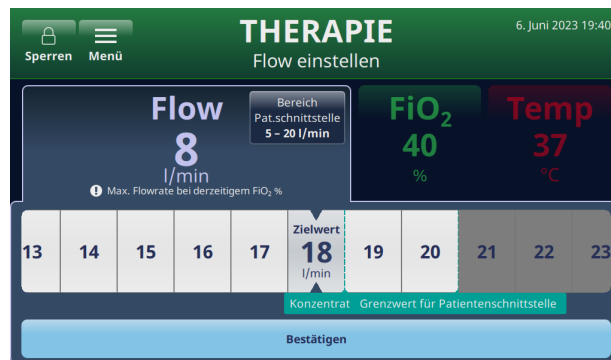 THERAPIE
Flow einstellen
6. Juni 2023 19:40
Sperren
Menü
Flow
8
l/min
Bereich
Pat.schnittstelle
5 – 20 l/min
Max. Flowrate bei derzeitigem FiO₂ %
FiO₂
40
%
Temp
37
°C
13 14 15 16 17
Zielwert
18
l/min
19 20 21 22 23
Konzentrat Grenzwert für Patientenschnittstelle
Bestätigen